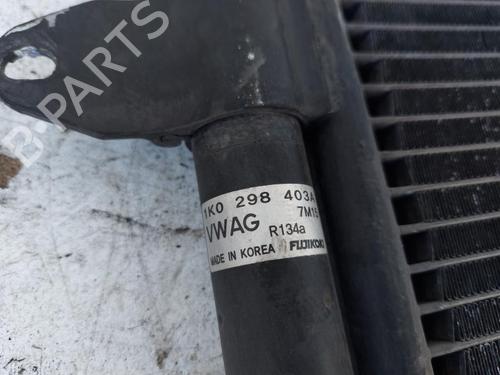 B-PARTS
1K0 298 403A
7M15
VWAG R134a
MADE IN KOREA FUJIKOKI